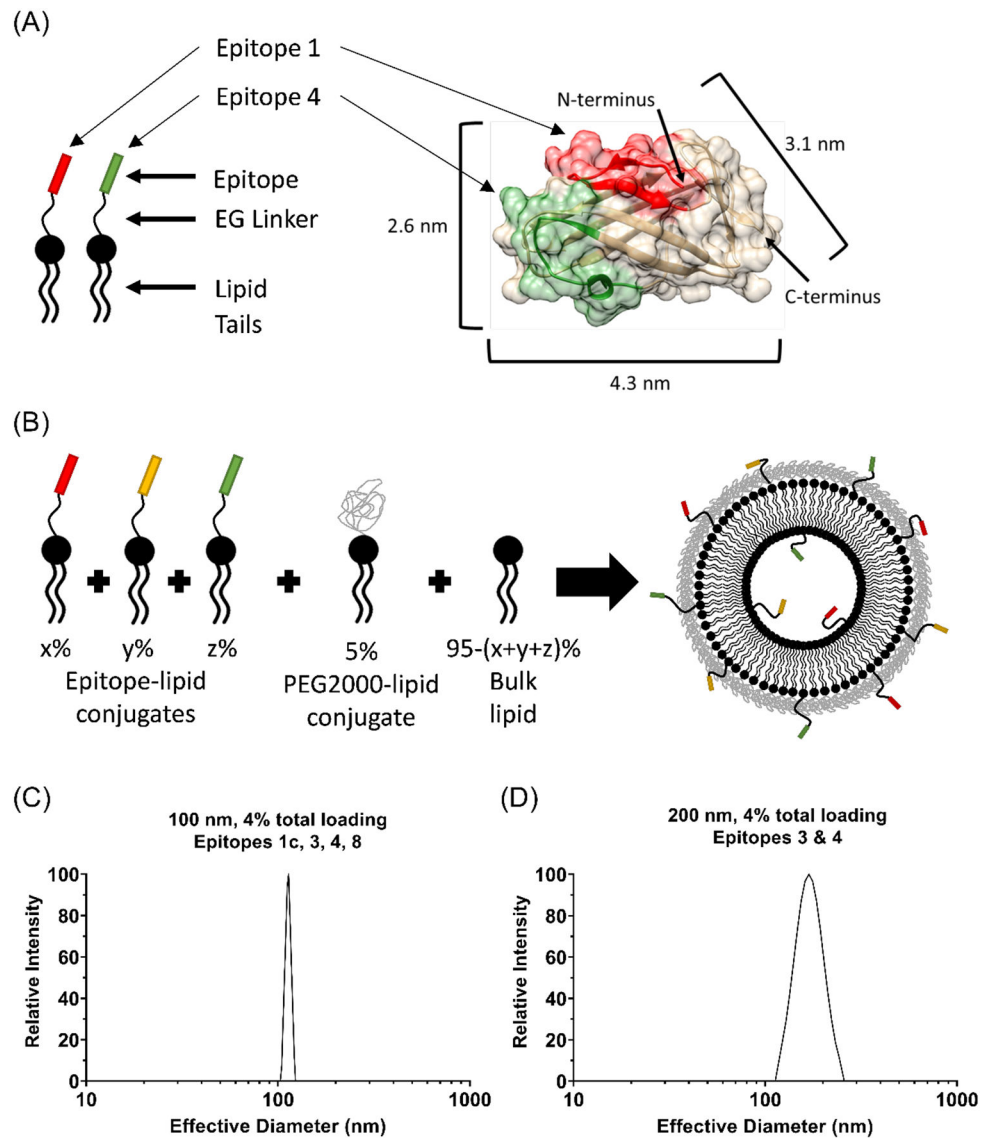 (A)
Epitope 1
Epitope 4
Epitope
EG Linker
Lipid
Tails
N-terminus
3.1 nm
2.6 nm
C-terminus
4.3 nm
(B)
x%
y%
z%
5%
95-(x+y+z)%
Epitope-lipid
conjugates
PEG2000-lipid
conjugate
Bulk
lipid
(C)
100 nm, 4% total loading
Epitopes 1c, 3, 4, 8
Relative Intensity
100
80
60
40
20
0
10
100
1000
Effective Diameter (nm)
(D)
200 nm, 4% total loading
Epitopes 3 & 4
Relative Intensity
100
80
60
40
20
0
10
100
1000
Effective Diameter (nm)